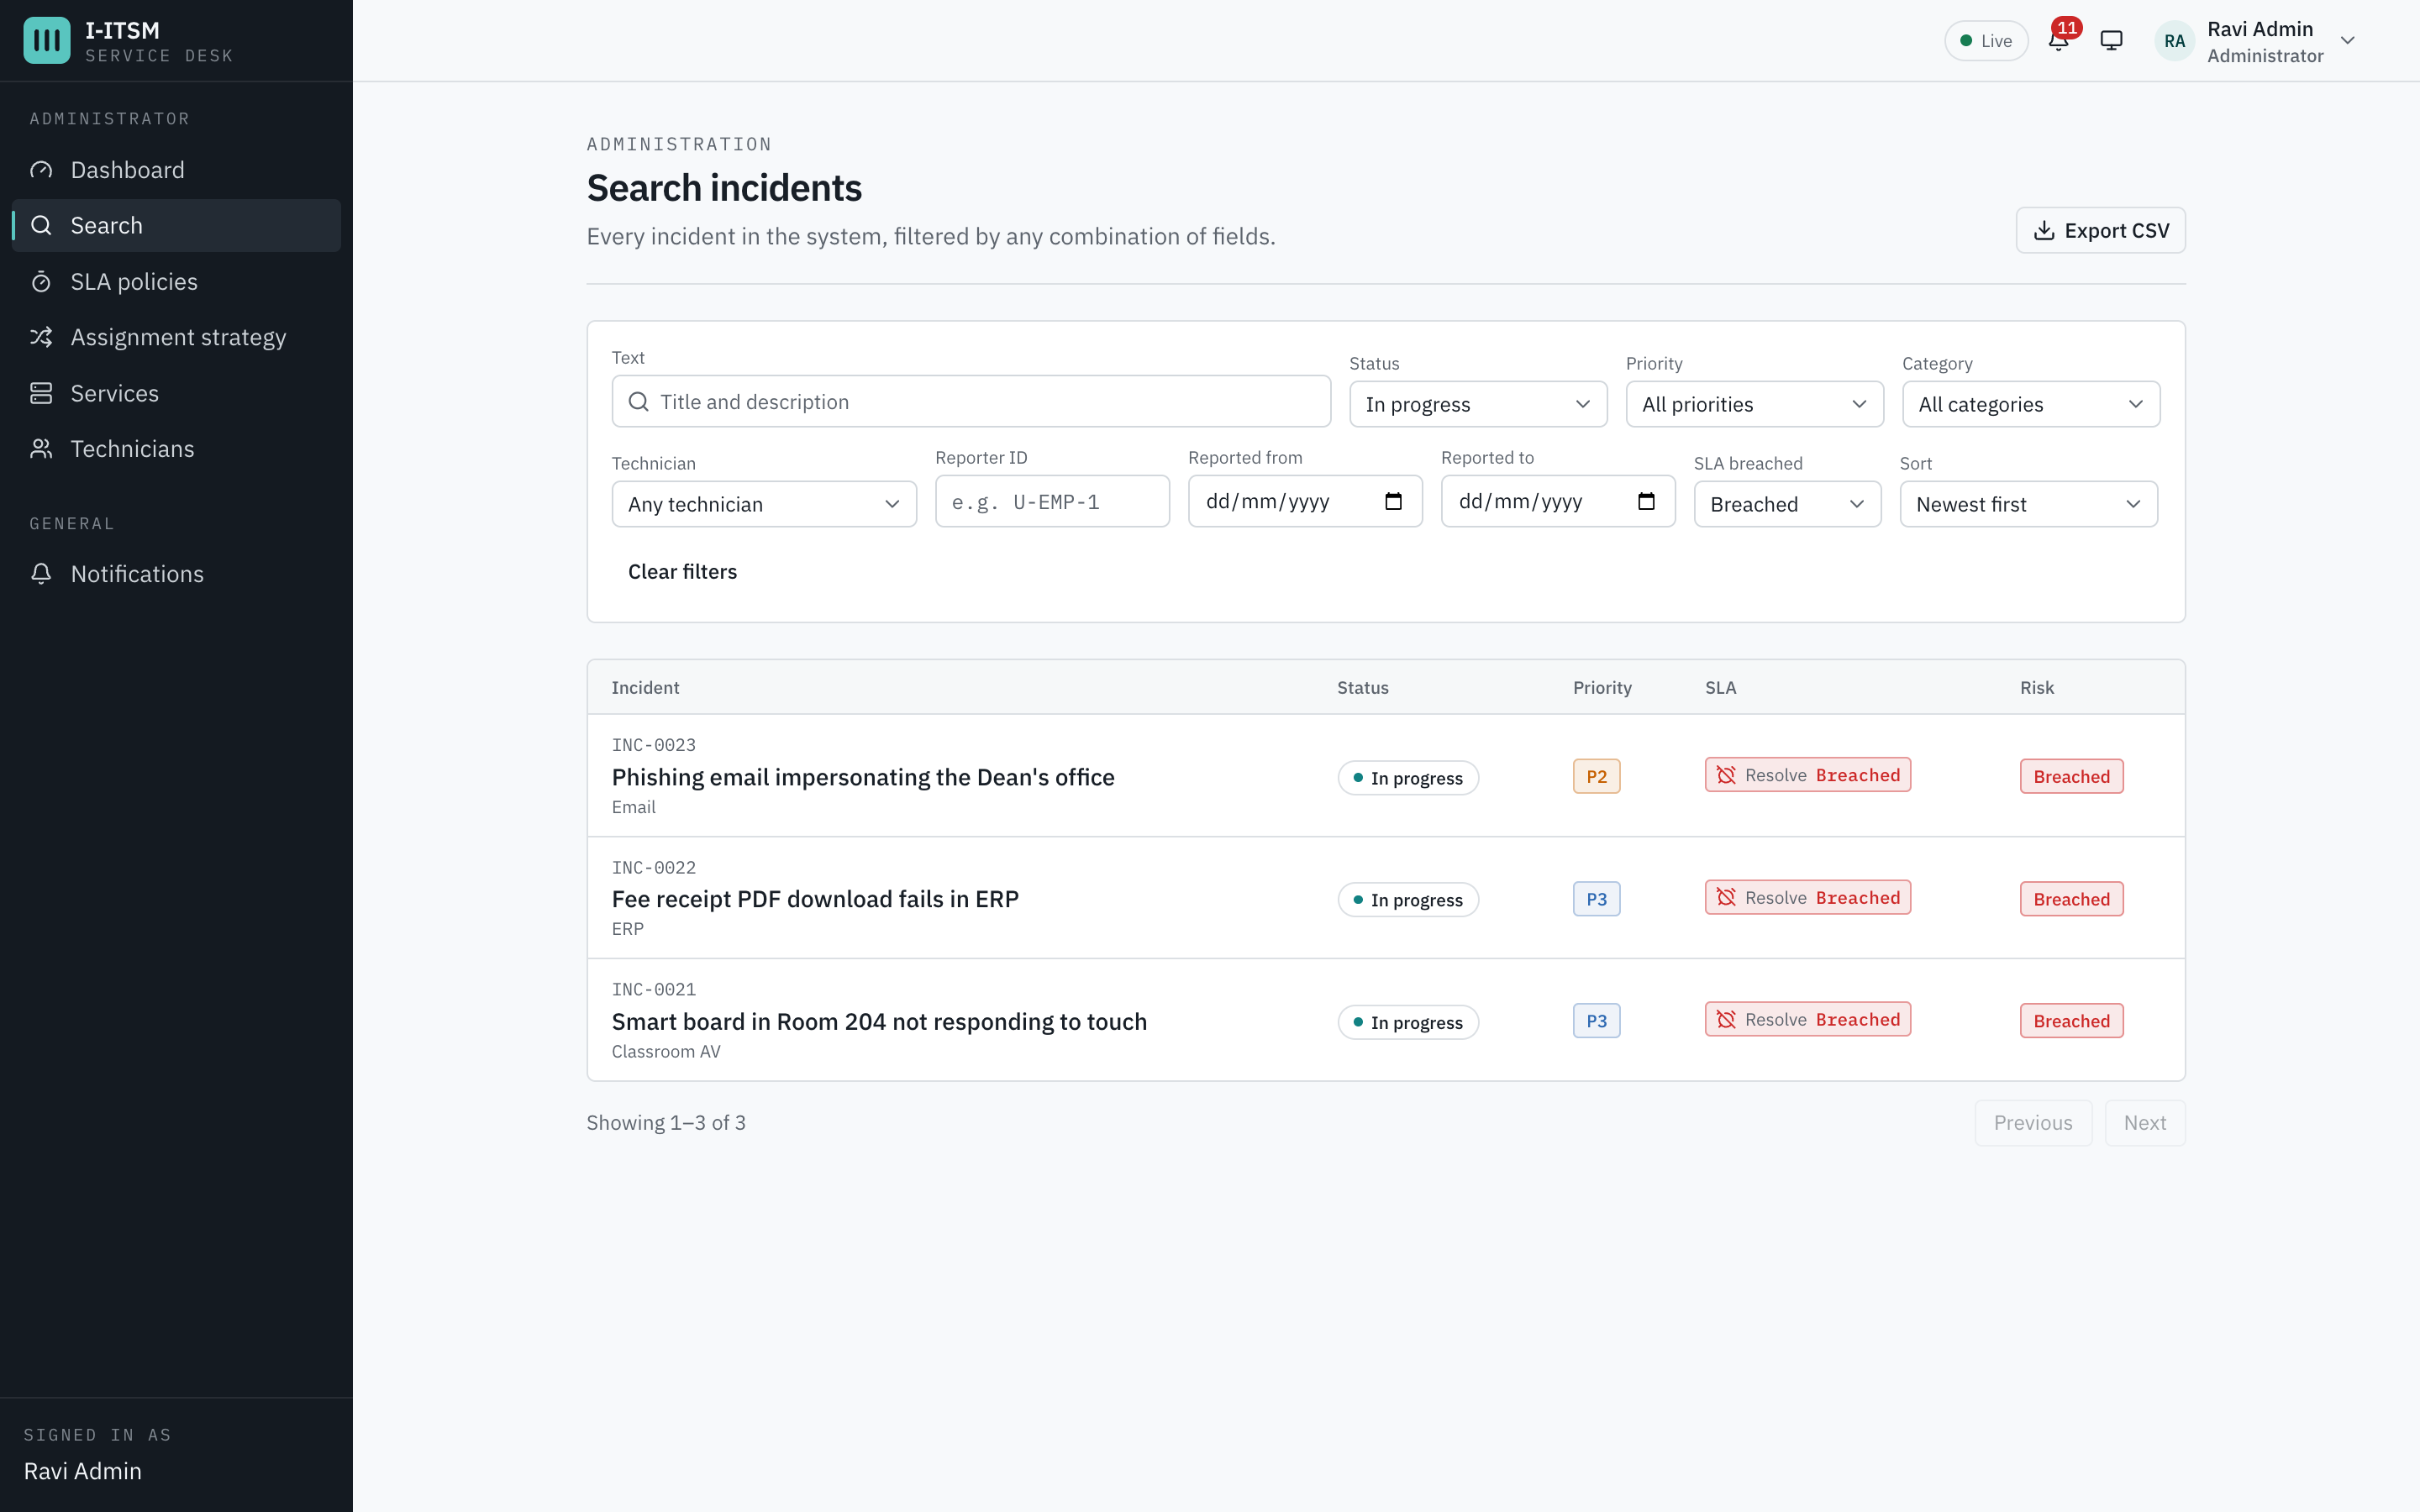 I-ITSM
SERVICE DESK
ADMINISTRATOR
Dashboard
Search
SLA policies
Assignment strategy
Services
Technicians
GENERAL
Notifications
SIGNED IN AS
Ravi Admin
Live
11
RA
Ravi Admin
Administrator
ADMINISTRATION
Search incidents
Every incident in the system, filtered by any combination of fields.
Export CSV
Text
Status
Priority
Category
Title and description
In progress
All priorities
All categories
Technician
Reporter ID
Reported from
Reported to
SLA breached
Sort
Any technician
e.g. U-EMP-1
dd/mm/yyyy
dd/mm/yyyy
Breached
Newest first
Clear filters
Incident Status Priority SLA Risk
INC-0023
Phishing email impersonating the Dean's office
Email
In progress
P2
Resolve Breached
Breached
INC-0022
Fee receipt PDF download fails in ERP
ERP
In progress
P3
Resolve Breached
Breached
INC-0021
Smart board in Room 204 not responding to touch
Classroom AV
In progress
P3
Resolve Breached
Breached
Showing 1–3 of 3
Previous
Next